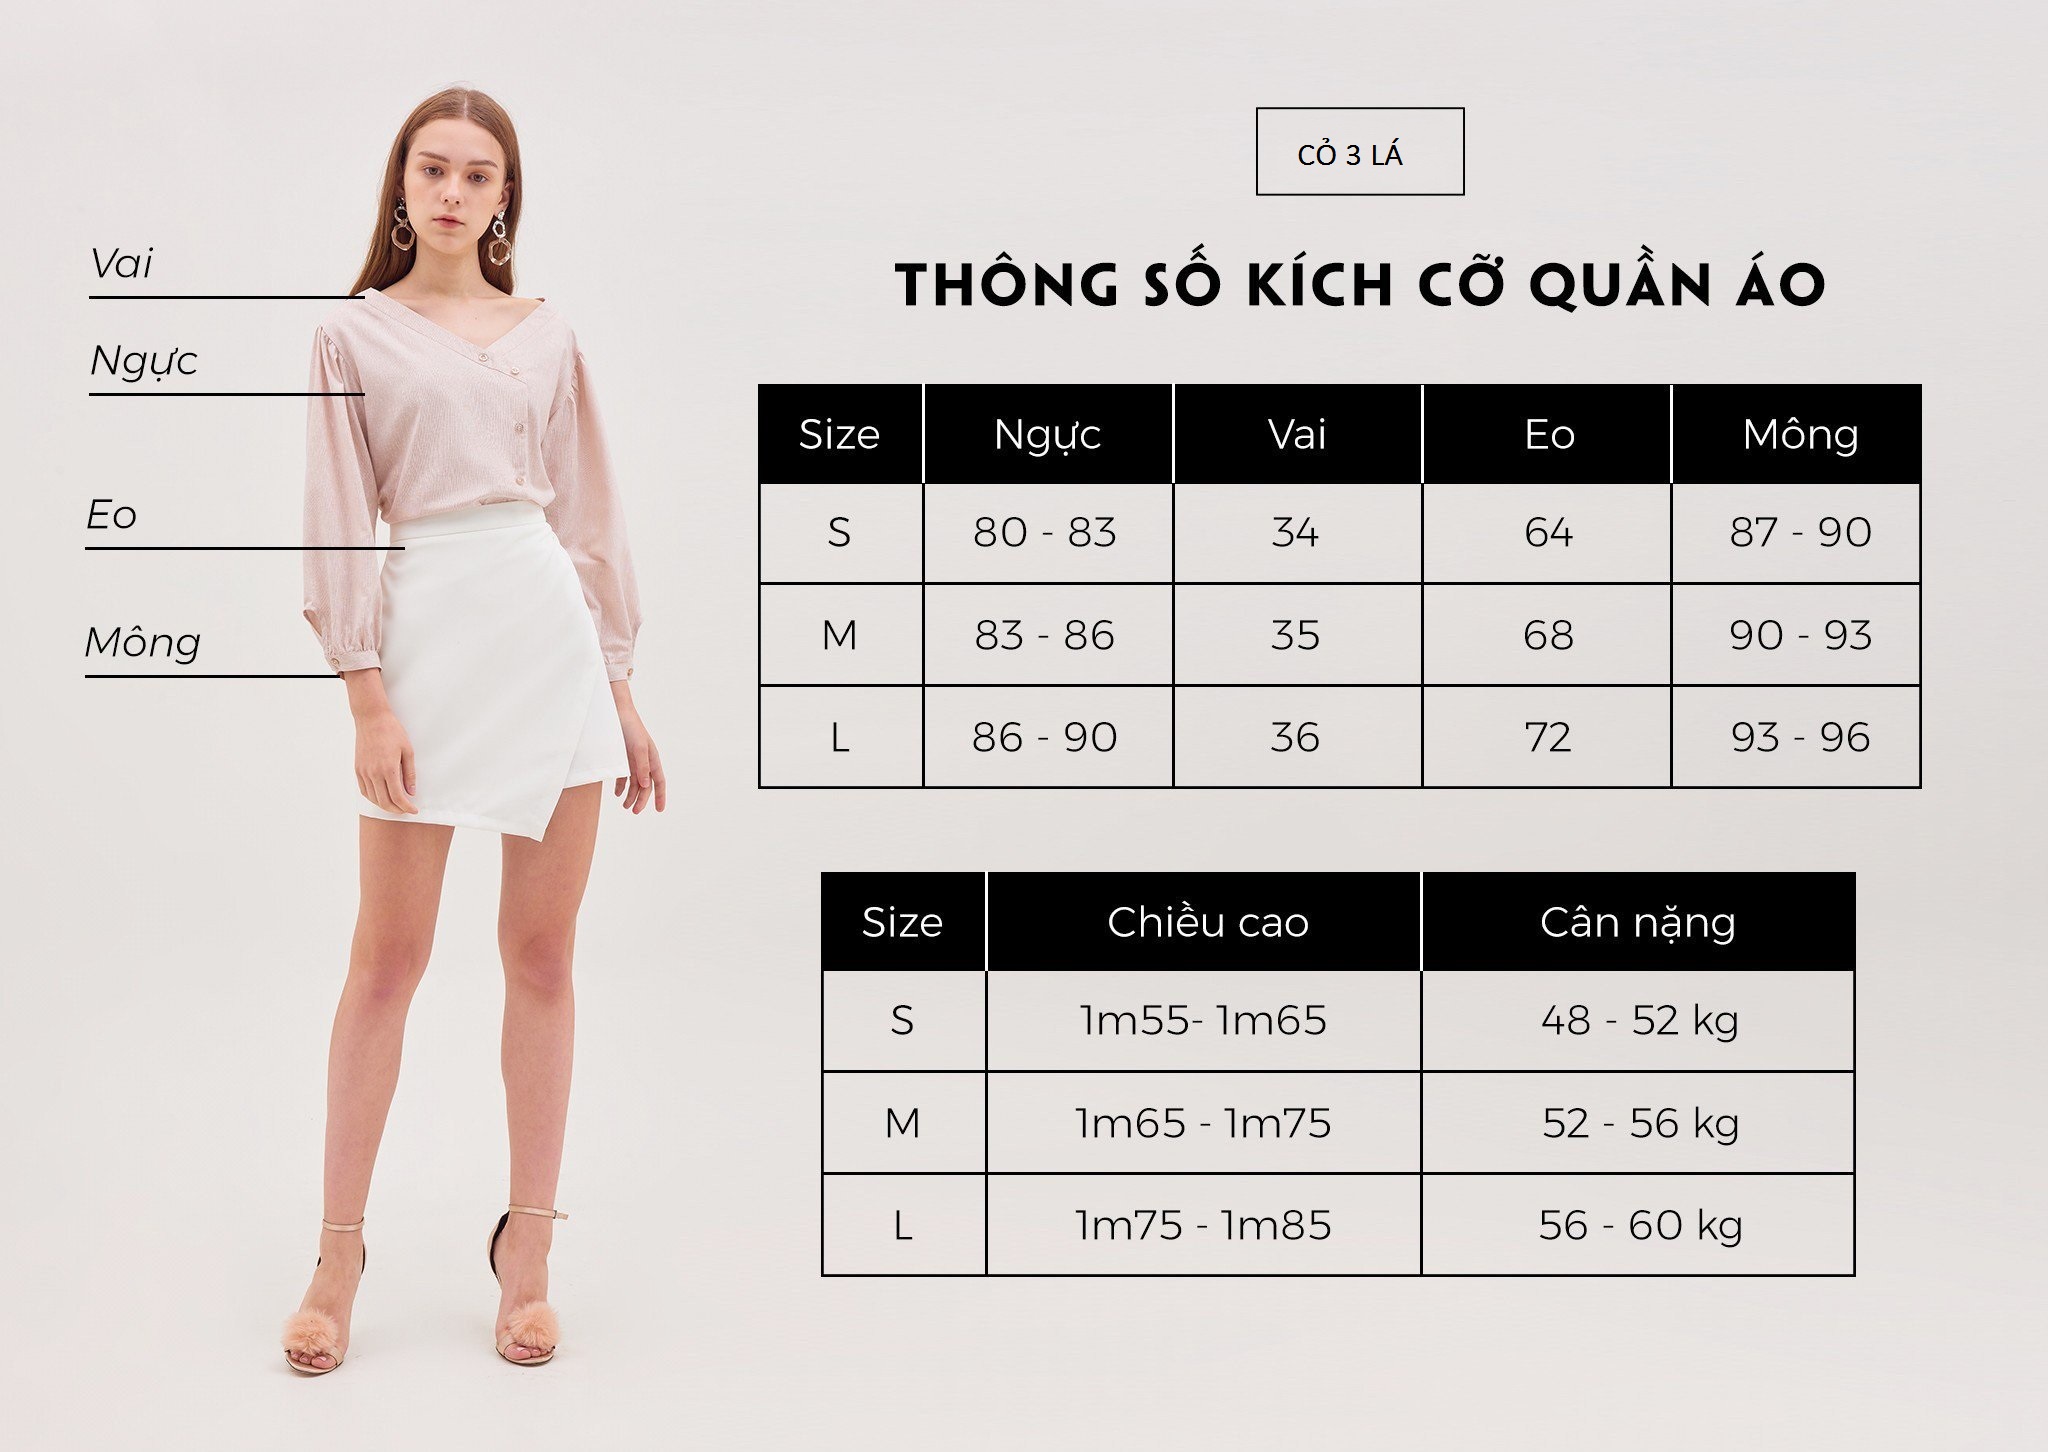 CỎ 3 LÁ
THÔNG SỐ KÍCH CỠ QUẦN ÁO
Vai
Ngực
Eo
Mông
Size Ngực Vai Eo Mông
S 80 - 83 34 64 87 - 90
M 83 - 86 35 68 90 - 93
L 86 - 90 36 72 93 - 96
Size Chiều cao Cân nặng
S 1m55- 1m65 48 - 52 kg
M 1m65 - 1m75 52 - 56 kg
L 1m75 - 1m85 56 - 60 kg